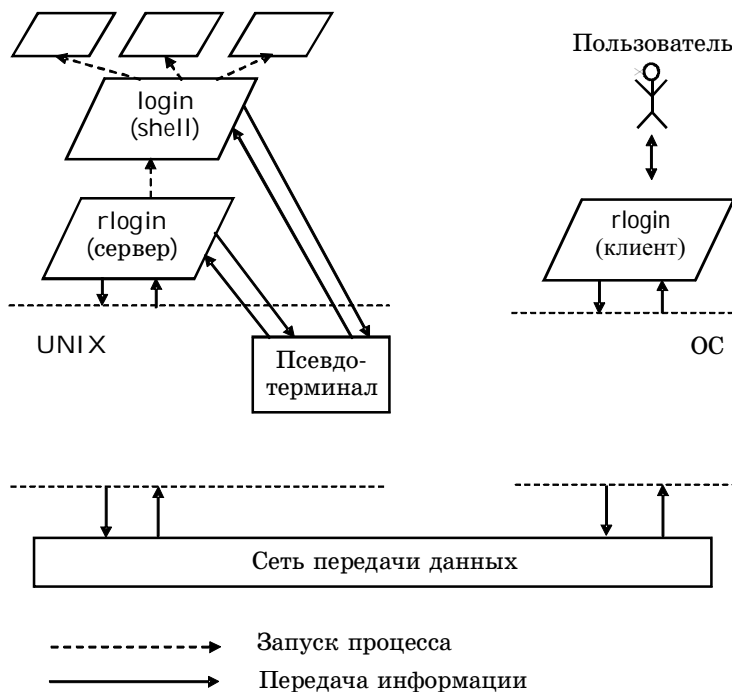 Пользователь
login
(shell)
rlogin
(сервер)
rlogin
(клиент)
UNIX
ОС
Псевдо-
терминал
Сеть передачи данных
Запуск процесса
Передача информации